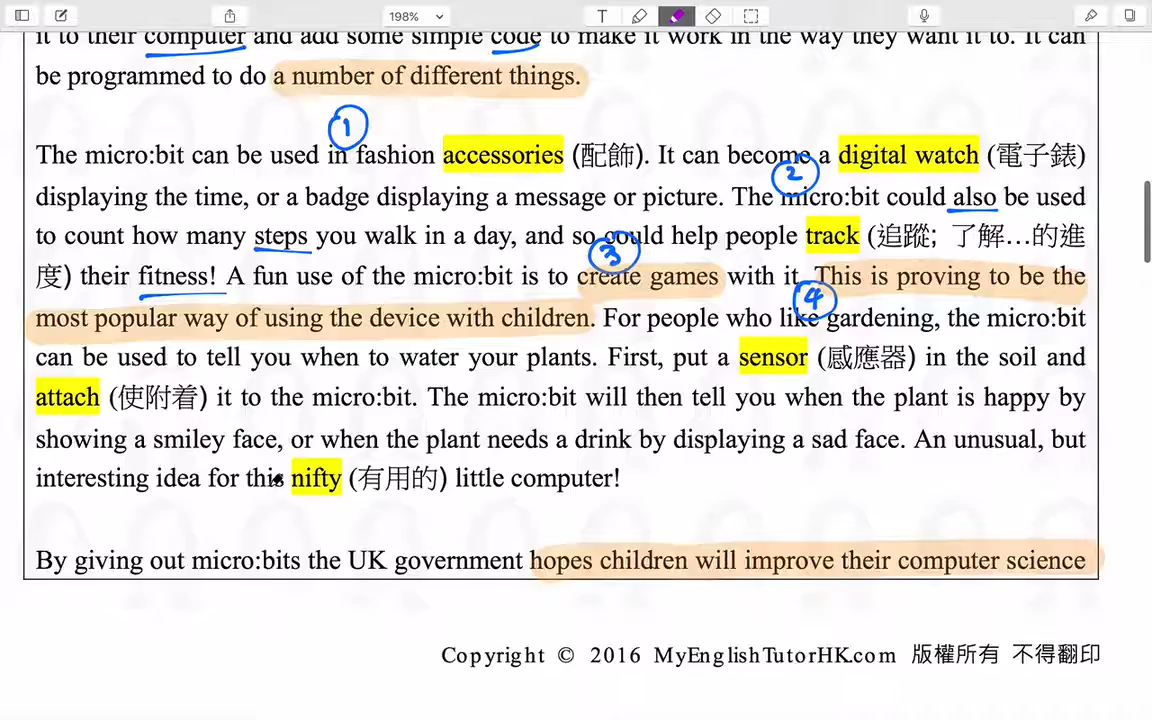 198%
T
it to their computer and add some simple code to make it work in the way they want it to. It can
be programmed to do a number of different things.
1
The micro:bit can be used in fashion accessories (配飾). It can become a digital watch (電子錶)
2
displaying the time, or a badge displaying a message or picture. The micro:bit could also be used
to count how many steps you walk in a day, and so could help people track (追蹤; 了解…的進
3
度) their fitness! A fun use of the micro:bit is to create games with it. This is proving to be the
4
most popular way of using the device with children. For people who like gardening, the micro:bit
can be used to tell you when to water your plants. First, put a sensor (感應器) in the soil and
attach (使附着) it to the micro:bit. The micro:bit will then tell you when the plant is happy by
showing a smiley face, or when the plant needs a drink by displaying a sad face. An unusual, but
interesting idea for this nifty (有用的) little computer!
By giving out micro:bits the UK government hopes children will improve their computer science
Copyright © 2016 MyEnglishTutorHK.com 版權所有 不得翻印